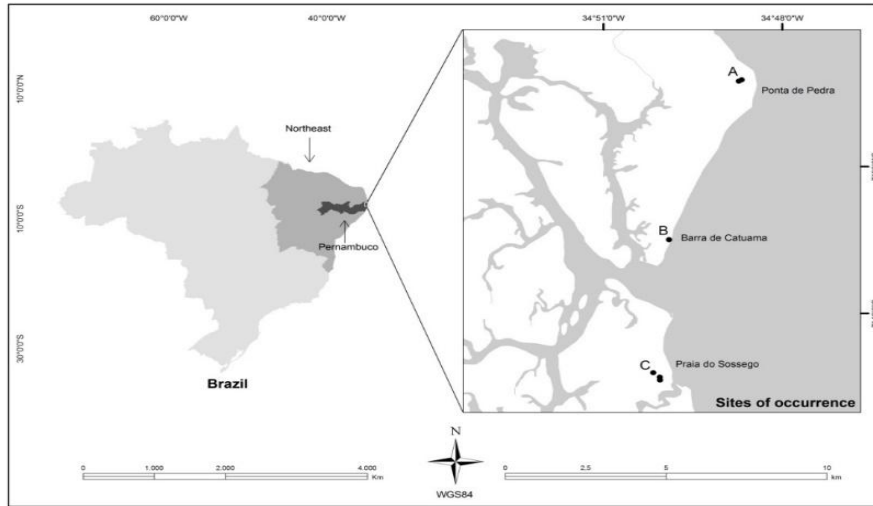 60°0'0"W
40°0'0"W
34°51'0"W
34°48'0"W
10°0'0"N
10°0'0"S
30°0'0"S
Northeast
Pernambuco
Brazil
A
Ponta de Pedra
B
Barra de Catuama
C
Praia do Sossego
Sites of occurrence
N
WGS84
0
1.000
2.000
4.000
Km
0
2,5
5
10
km